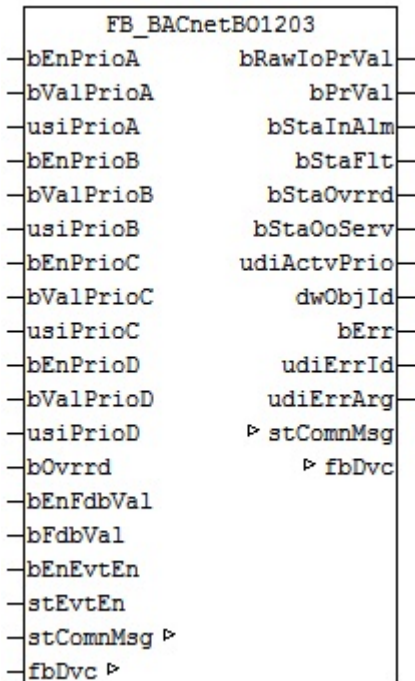 FB_BACnetBO1203
bEnPrioA bRawIoPrVal
bValPrioA bPrVal
usiPrioA bStaInAlm
bEnPrioB bStaFlt
bValPrioB bStaOvrrd
usiPrioB bStaOoServ
bEnPrioC udiActvPrio
bValPrioC dwObjId
usiPrioC bErr
bEnPrioD udiErrId
bValPrioD udiErrArg
usiPrioD ▷ stComnMsg
bOvrrd ▷ fbDvc
bEnFdbVal
bFdbVal
bEnEvtEn
stEvtEn
stComnMsg ▷
fbDvc ▷